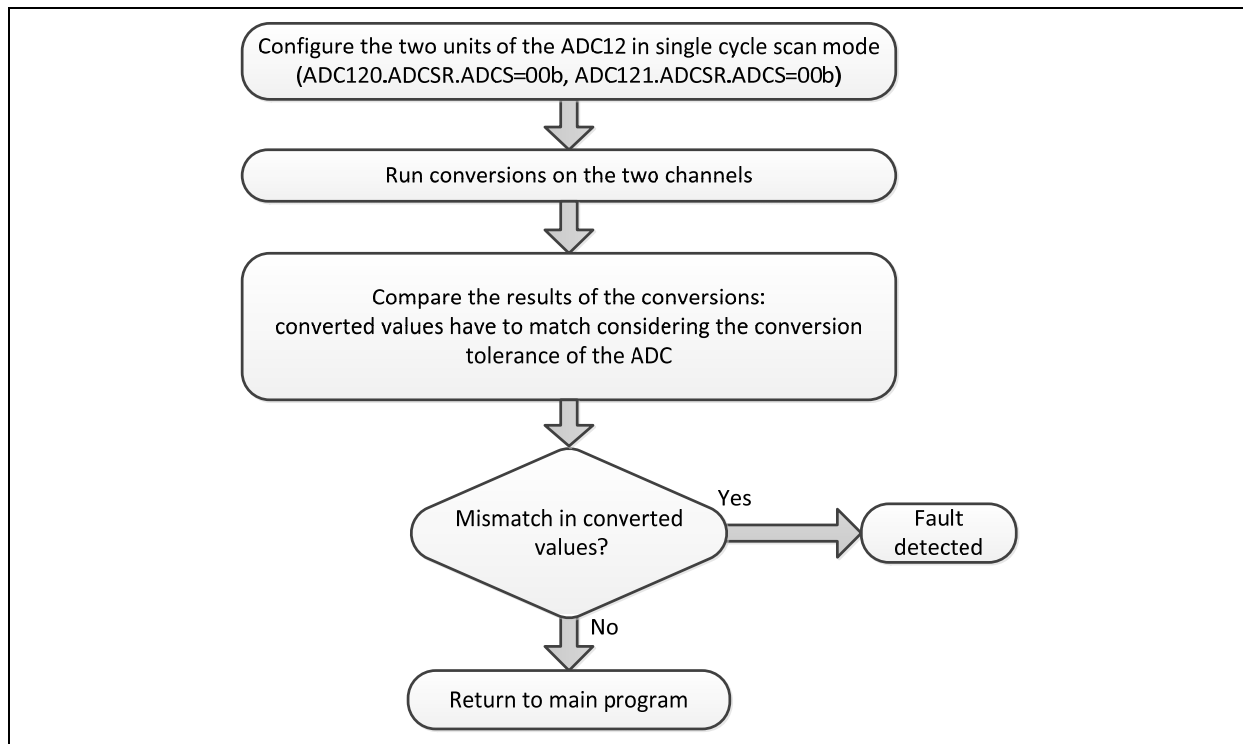 Configure the two units of the ADC12 in single cycle scan mode
(ADC120.ADCSR.ADCS=00b, ADC121.ADCSR.ADCS=00b)
Run conversions on the two channels
Compare the results of the conversions:
converted values have to match considering the conversion
tolerance of the ADC
Mismatch in converted
values?
Yes
Fault
detected
No
Return to main program